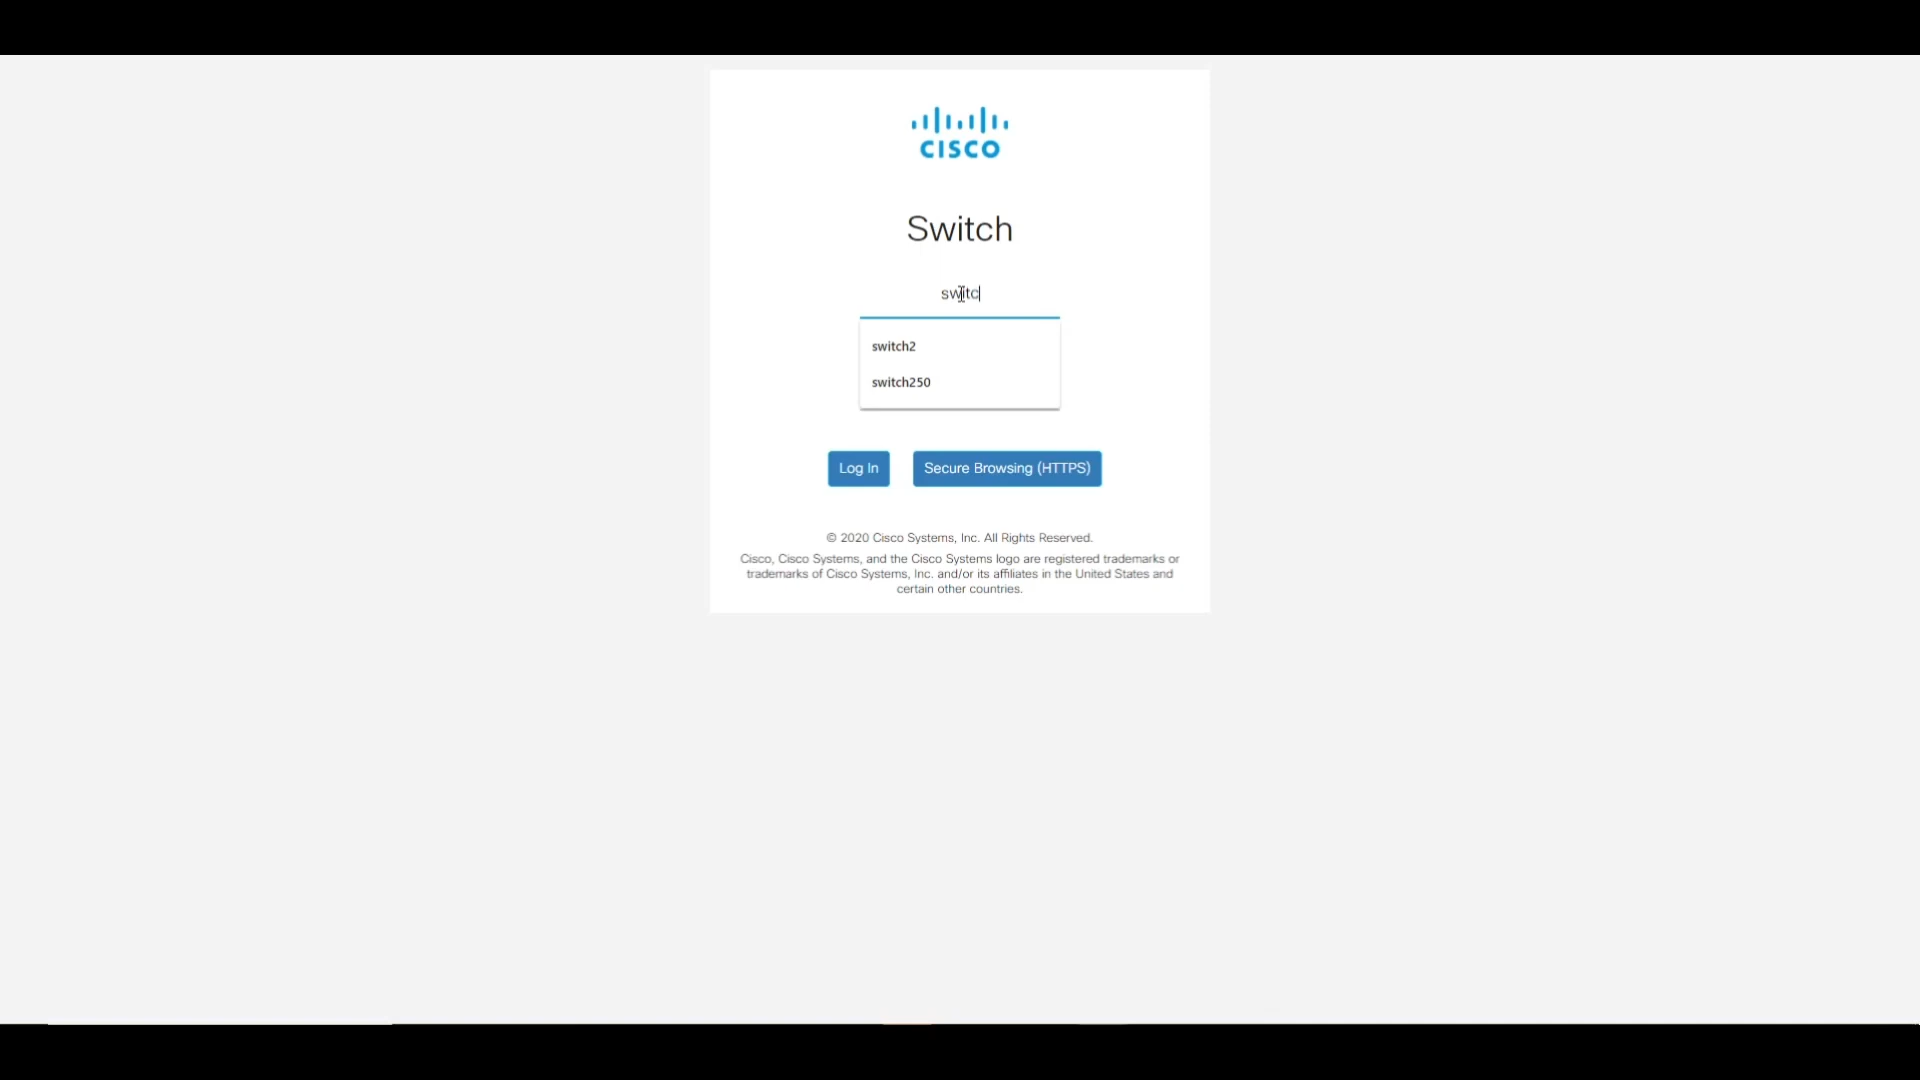 CISCO
Switch
switc
switch2
switch250
Log In
Secure Browsing (HTTPS)
© 2020 Cisco Systems, Inc. All Rights Reserved.
Cisco, Cisco Systems, and the Cisco Systems logo are registered trademarks or
trademarks of Cisco Systems, Inc. and/or its affiliates in the United States and
certain other countries.